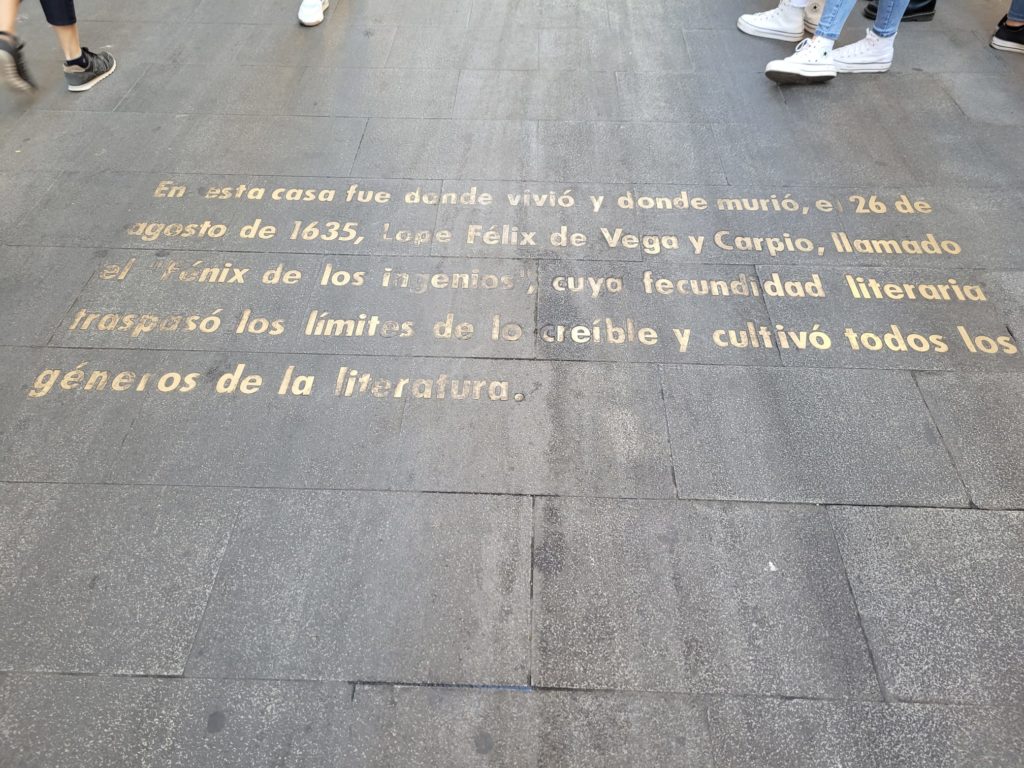 En esta casa fue donde vivió y donde murió, el 26 de
agosto de 1635, Lope Félix de Vega y Carpio, llamado
el "Fénix de los ingenios", cuya fecundidad literaria
traspasó los límites de lo creíble y cultivó todos los
géneros de la literatura.